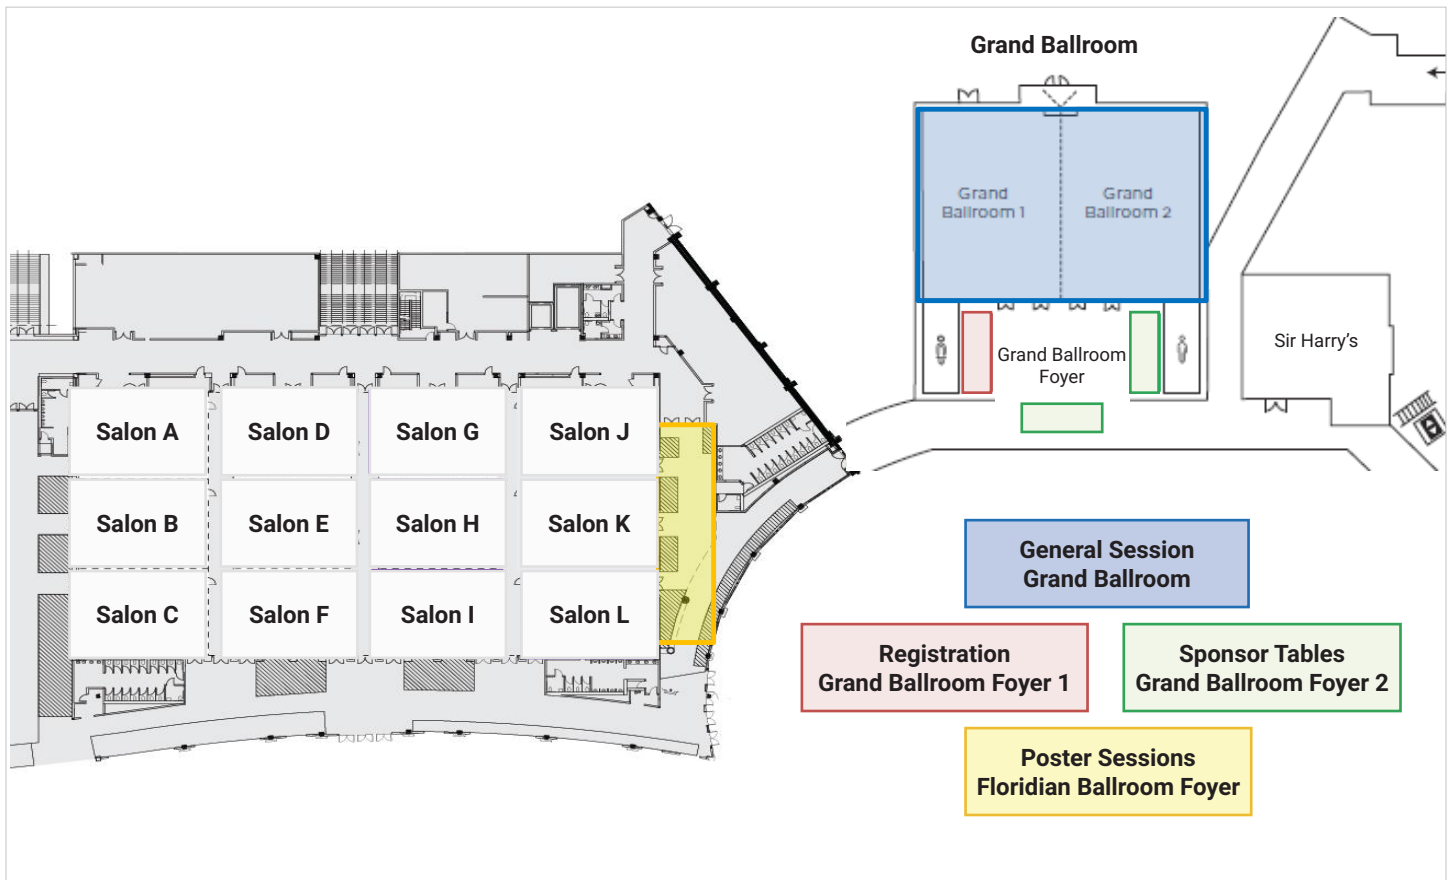 Grand Ballroom
Grand
Ballroom 1
Grand
Ballroom 2
Grand Ballroom
Foyer
Sir Harry's
Salon A
Salon D
Salon G
Salon J
Salon B
Salon E
Salon H
Salon K
Salon C
Salon F
Salon I
Salon L
General Session
Grand Ballroom
Registration
Grand Ballroom Foyer 1
Sponsor Tables
Grand Ballroom Foyer 2
Poster Sessions
Floridian Ballroom Foyer